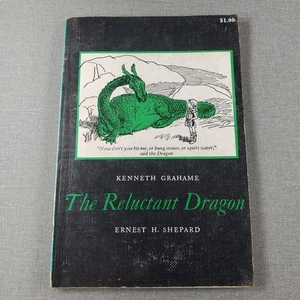 $1.00
"Now don't you hit me, or bung stones, or squirt water,"
said the Dragon
KENNETH GRAHAME
The Reluctant Dragon
ERNEST H. SHEPARD